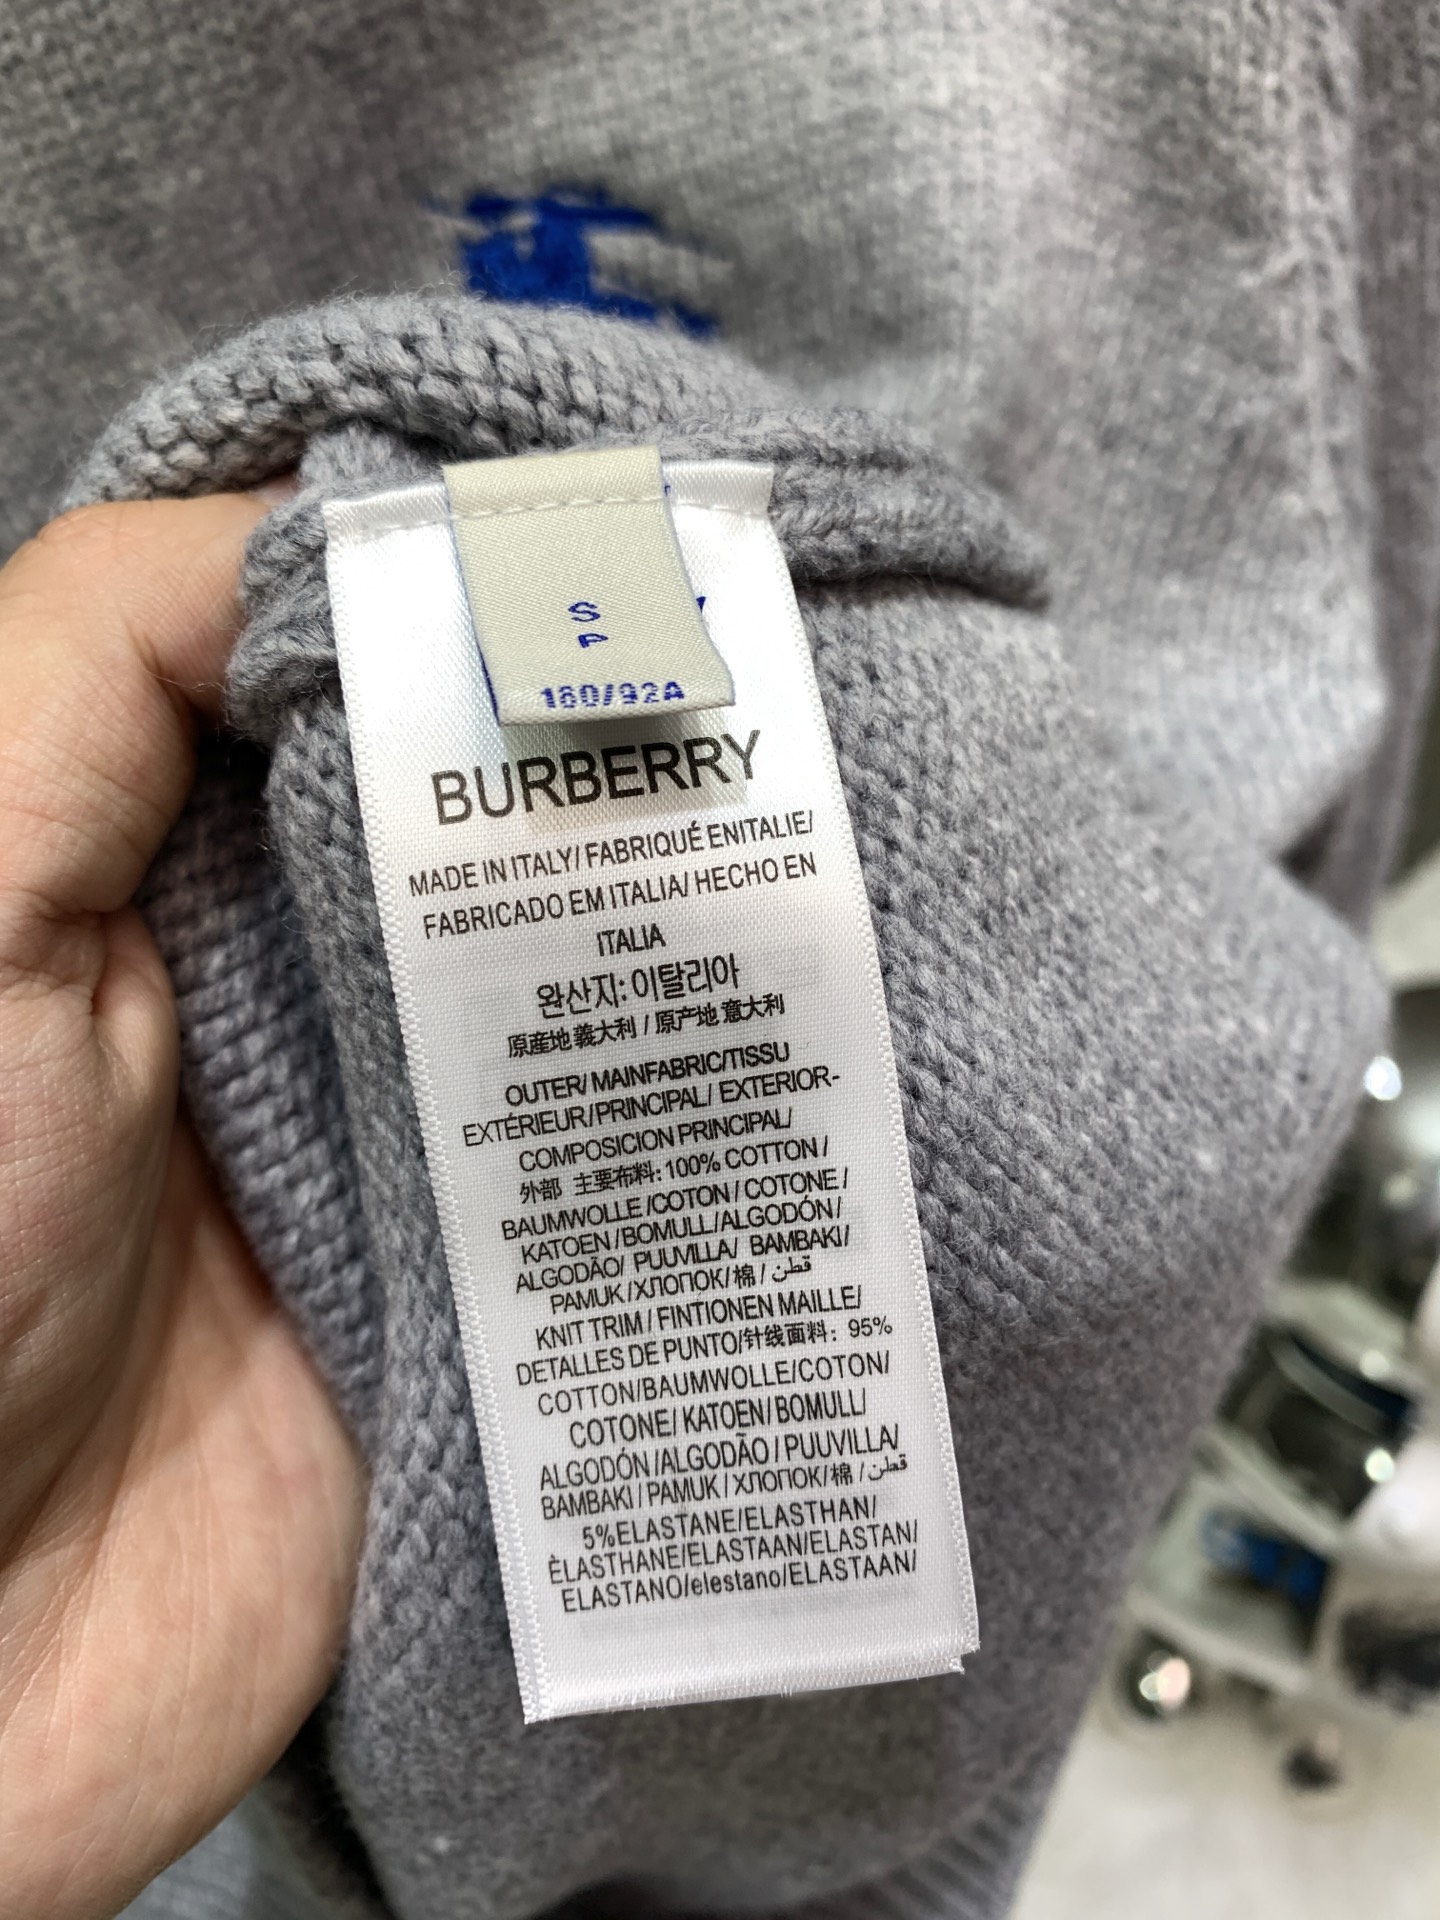 S
P
160/92A
BURBERRY
MADE IN ITALY/ FABRIQUÉ ENITALIE/
FABRICADO EM ITALIA/ HECHO EN
ITALIA
완산지: 이탈리아
原産地 義大利 / 原产地 意大利
OUTER/ MAINFABRIC/TISSU
EXTÉRIEUR/PRINCIPAL/ EXTERIOR-
COMPOSICION PRINCIPAL/
外部 主要布料: 100% COTTON /
BAUMWOLLE /COTON / COTONE /
KATOEN /BOMULL/ALGODÓN/
ALGODÃO/ PUUVILLA/ BAMBAKI/
PAMUK /ХЛОПОК/棉 / قطن
KNIT TRIM / FINTIONEN MAILLE/
DETALLES DE PUNTO/针线面料: 95%
COTTON/BAUMWOLLE/COTON/
COTONE/ KATOEN/ BOMULL/
ALGODÓN /ALGODÃO / PUUVILLA/
BAMBAKI / PAMUK / ХЛОПОК/棉 / قطن
5%ELASTANE/ELASTHAN/
ÈLASTHANE/ELASTAAN/ELASTAN/
ELASTANO/elestano/ELASTAAN/